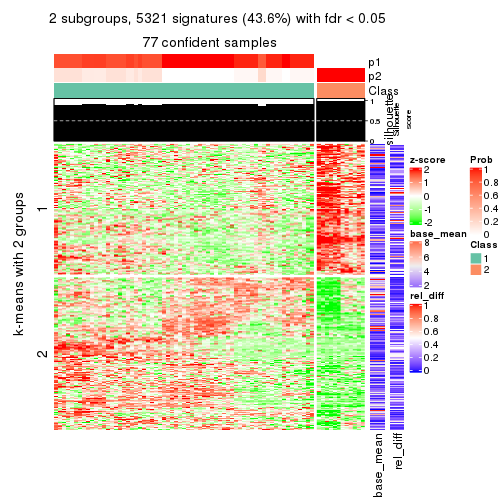 2 subgroups, 5321 signatures (43.6%) with fdr < 0.05
77 confident samples
p1
p2
Class
1
0.5
0
silhouette
Silhouette
score
k-means with 2 groups
1
2
base_mean
rel_diff
z-score
2
1
0
-1
-2
base_mean
8
6
4
2
rel_diff
1
0.8
0.6
0.4
0.2
0
Prob
1
0.8
0.6
0.4
0.2
0
Class
1
2